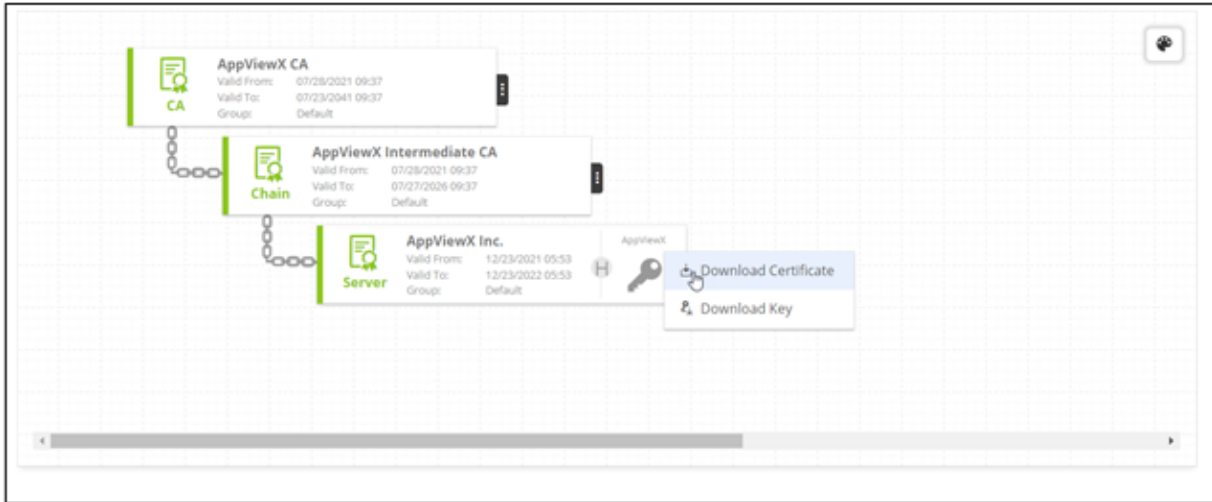 AppViewX CA
Valid From: 07/28/2021 09:37
Valid To: 07/23/2041 09:37
Group: Default
CA
AppViewX Intermediate CA
Valid From: 07/28/2021 09:37
Valid To: 07/27/2026 09:37
Group: Default
Chain
AppViewX Inc.
Valid From: 12/23/2021 05:53
Valid To: 12/23/2022 05:53
Group: Default
Server
H
AppViewX
Download Certificate
Download Key